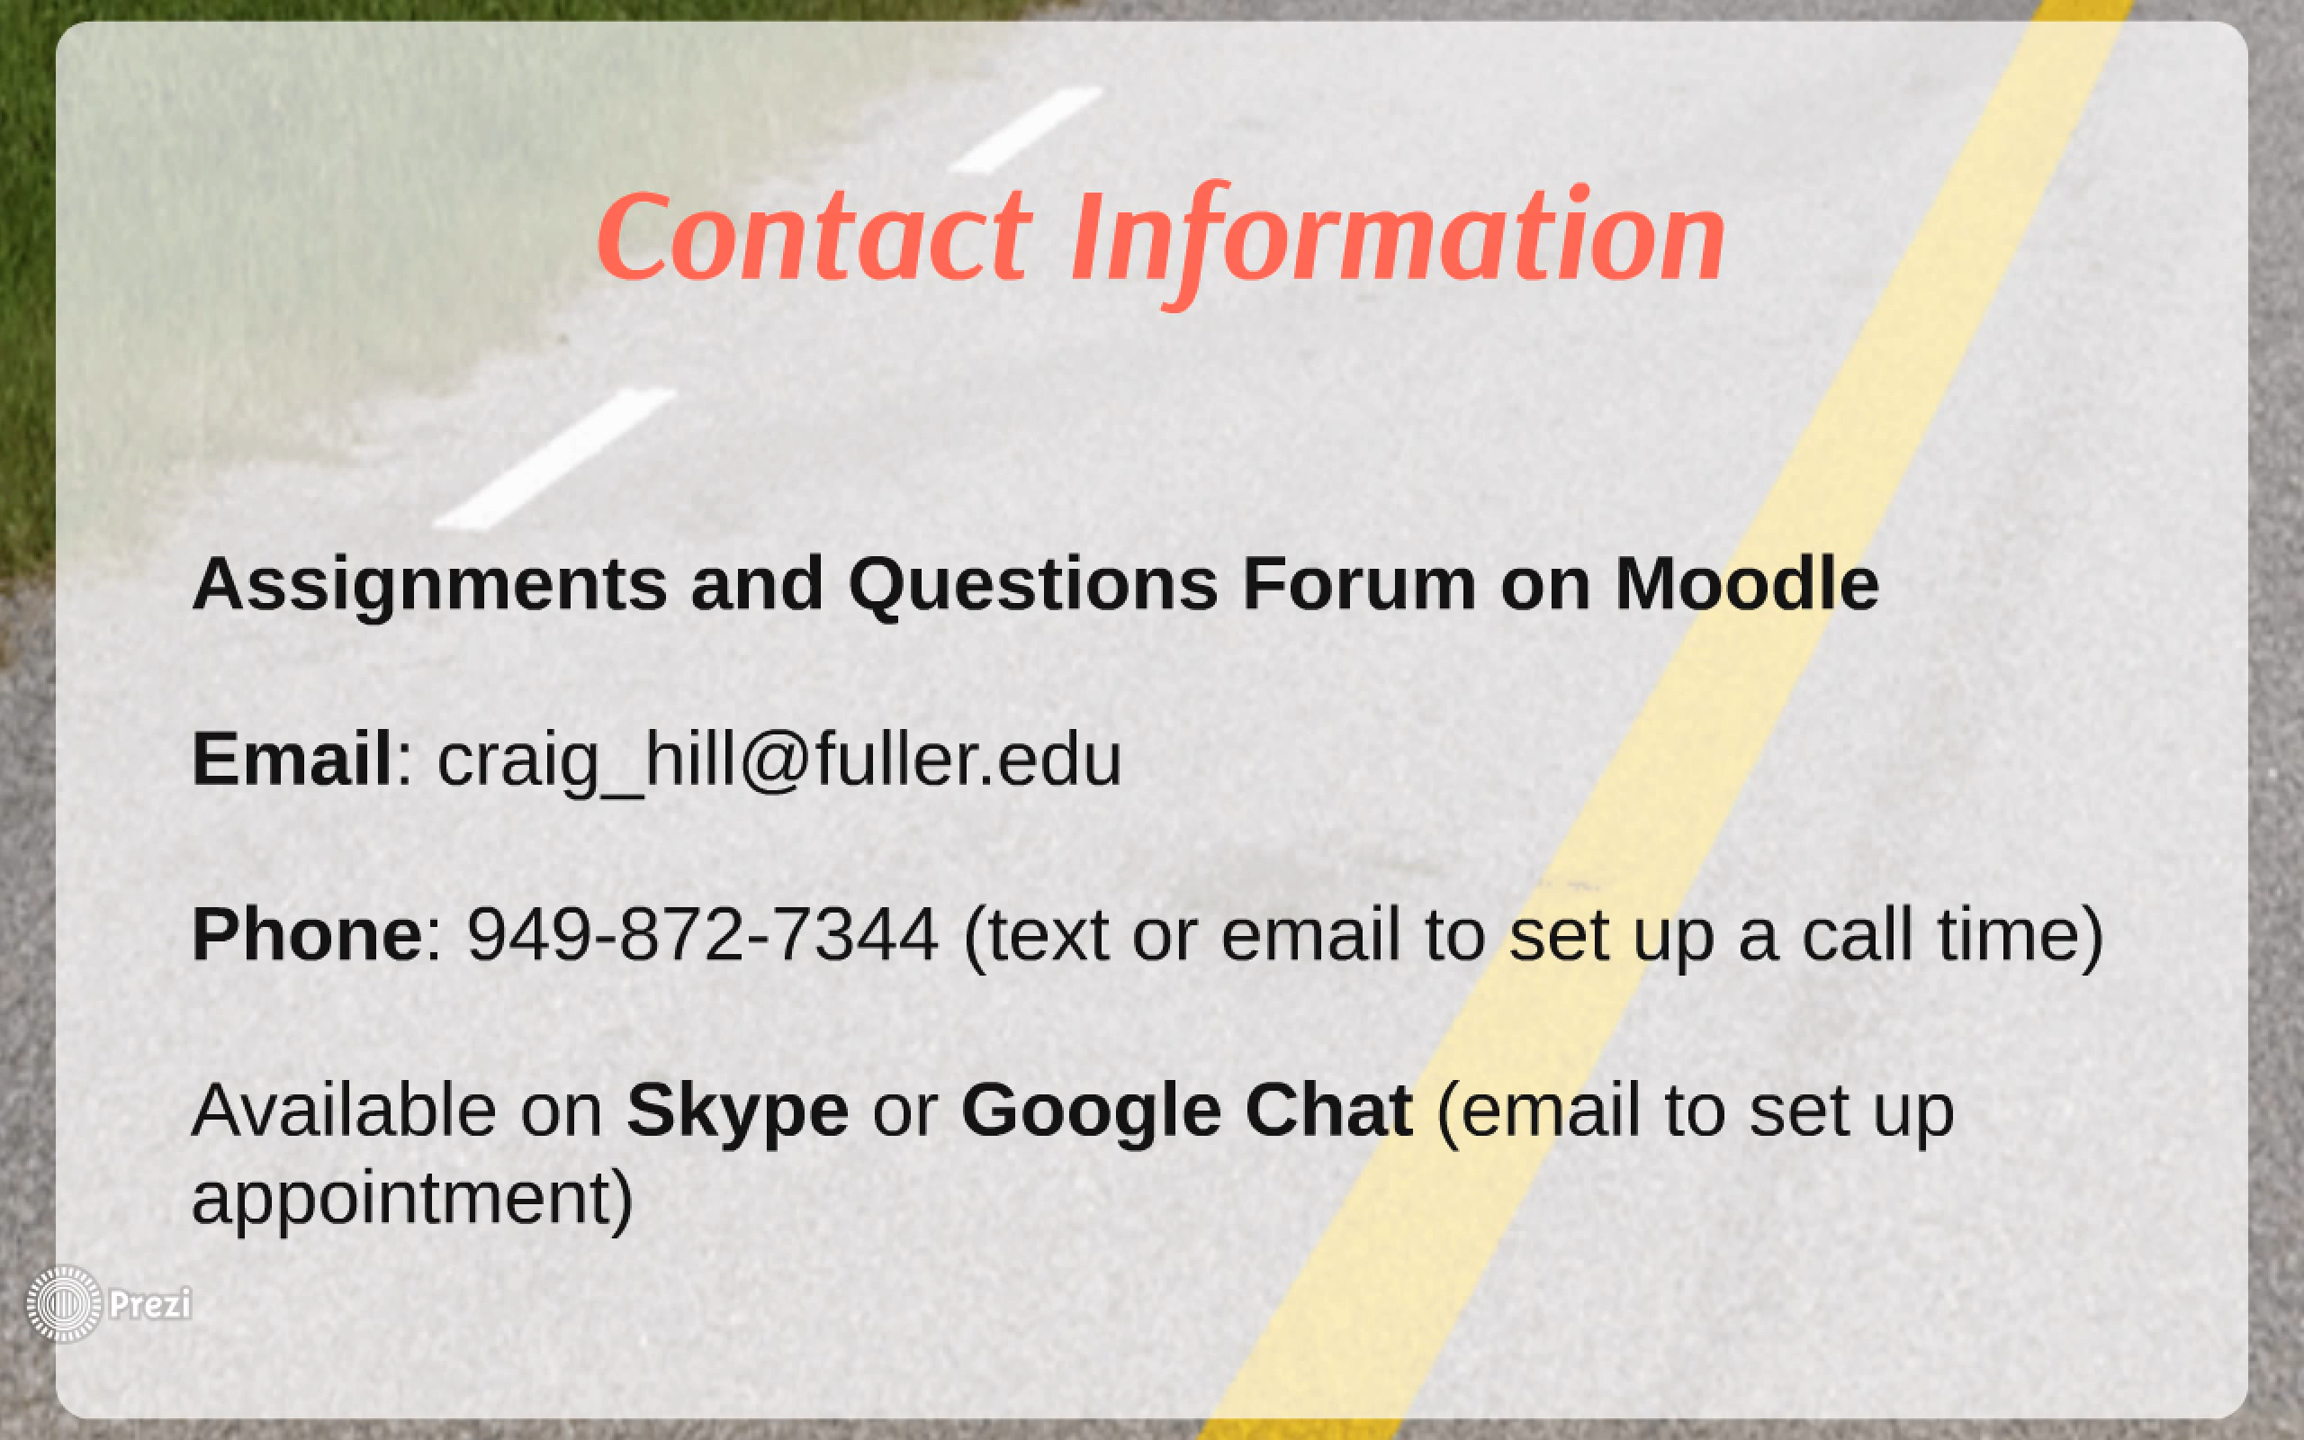 Contact Information
Assignments and Questions Forum on Moodle
Email: craig_hill@fuller.edu
Phone: 949-872-7344 (text or email to set up a call time)
Available on Skype or Google Chat (email to set up
appointment)
Prezi